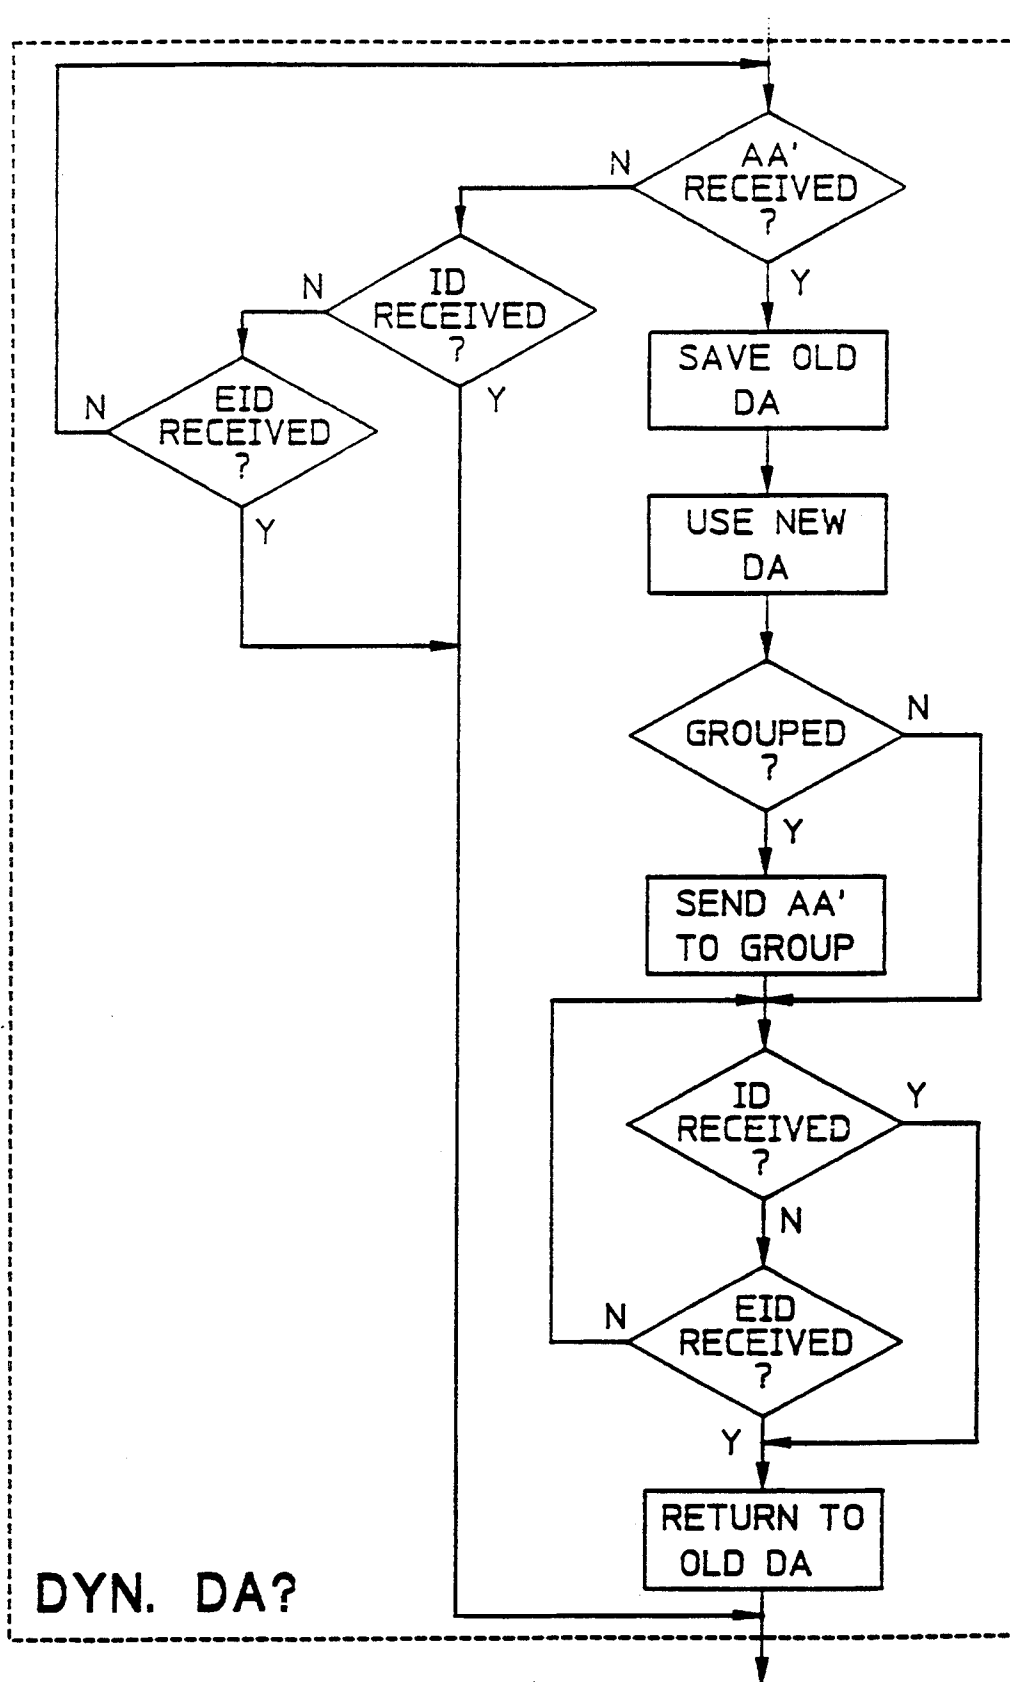 AA'
RECEIVED
?
N
Y
ID
RECEIVED
?
N
Y
EID
RECEIVED
?
N
Y
SAVE OLD
DA
USE NEW
DA
GROUPED
?
N
Y
SEND AA'
TO GROUP
ID
RECEIVED
?
Y
N
EID
RECEIVED
?
N
Y
RETURN TO
OLD DA
DYN. DA?